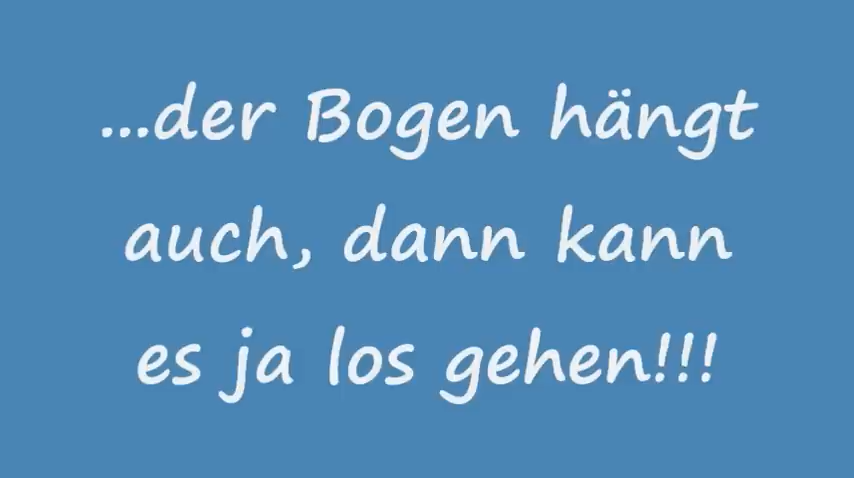 ...der Bogen hängt
auch, dann kann
es ja los gehen!!!